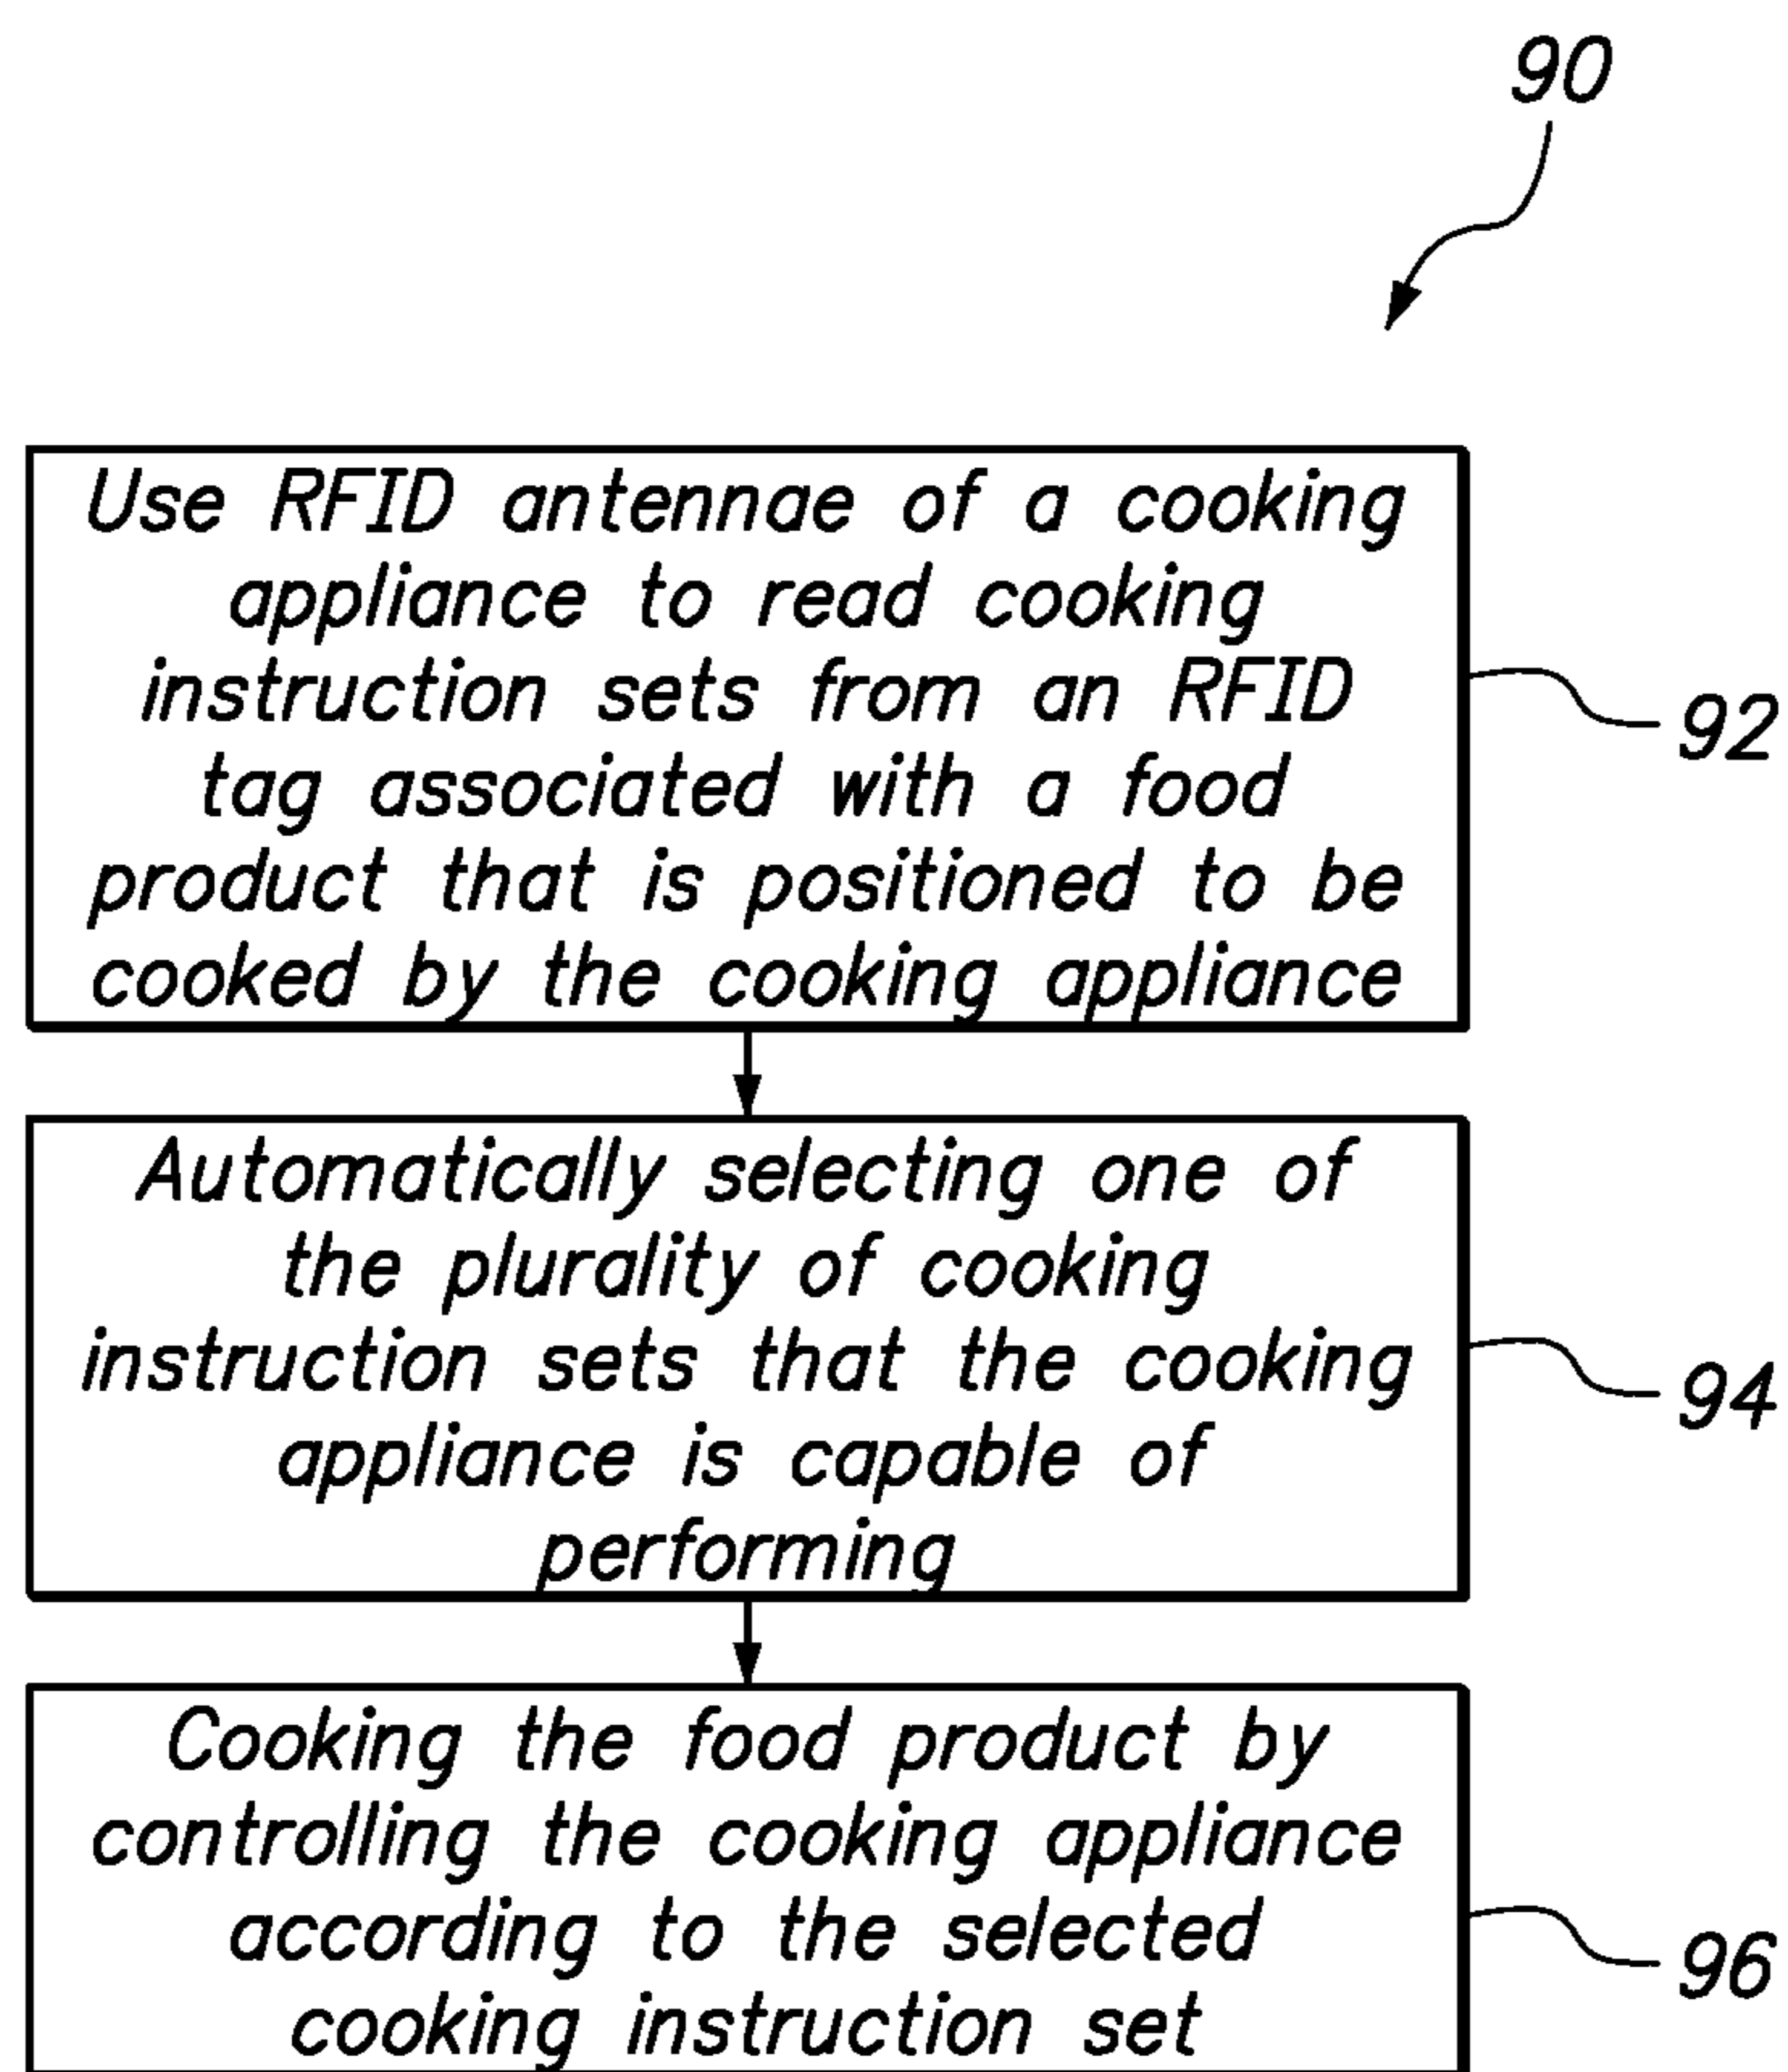 90
Use RFID antennae of a cooking
appliance to read cooking
instruction sets from an RFID
tag associated with a food
product that is positioned to be
cooked by the cooking appliance
92
Automatically selecting one of
the plurality of cooking
instruction sets that the cooking
appliance is capable of
performing
94
Cooking the food product by
controlling the cooking appliance
according to the selected
cooking instruction set
96